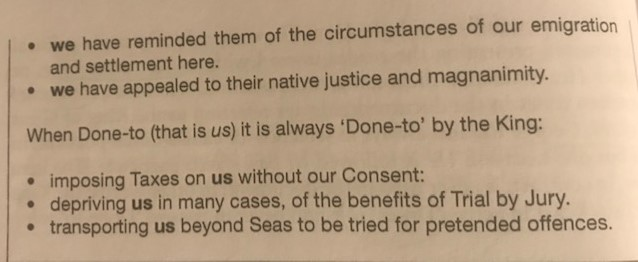 • we have reminded them of the circumstances of our emigration
and settlement here.
• we have appealed to their native justice and magnanimity.
When Done-to (that is us) it is always ‘Done-to’ by the King:
• imposing Taxes on us without our Consent:
• depriving us in many cases, of the benefits of Trial by Jury.
• transporting us beyond Seas to be tried for pretended offences.